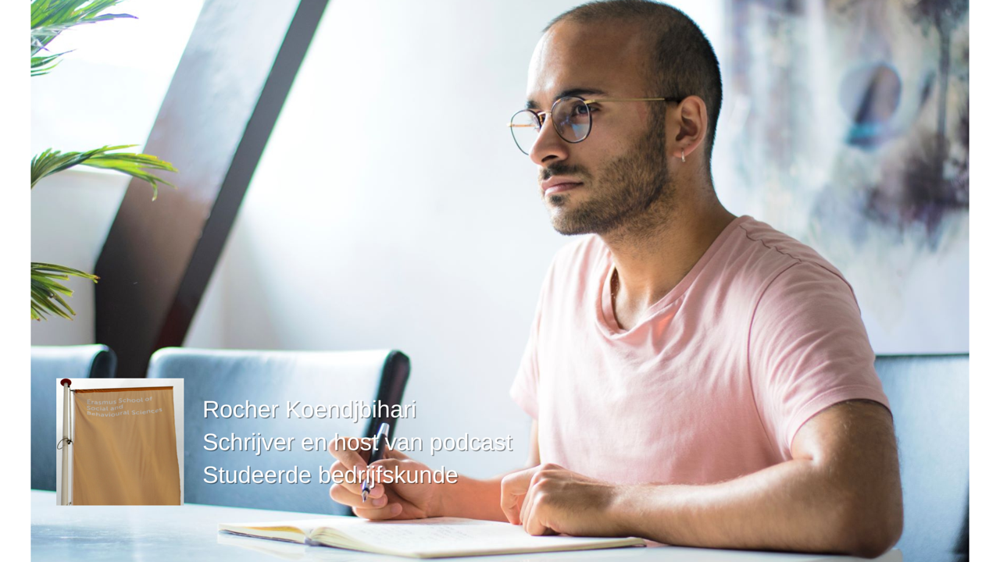 Erasmus School of
Social and
Behavioural Sciences
Rocher Koendjbihari
Schrijver en host van podcast
Studeerde bedrijfskunde